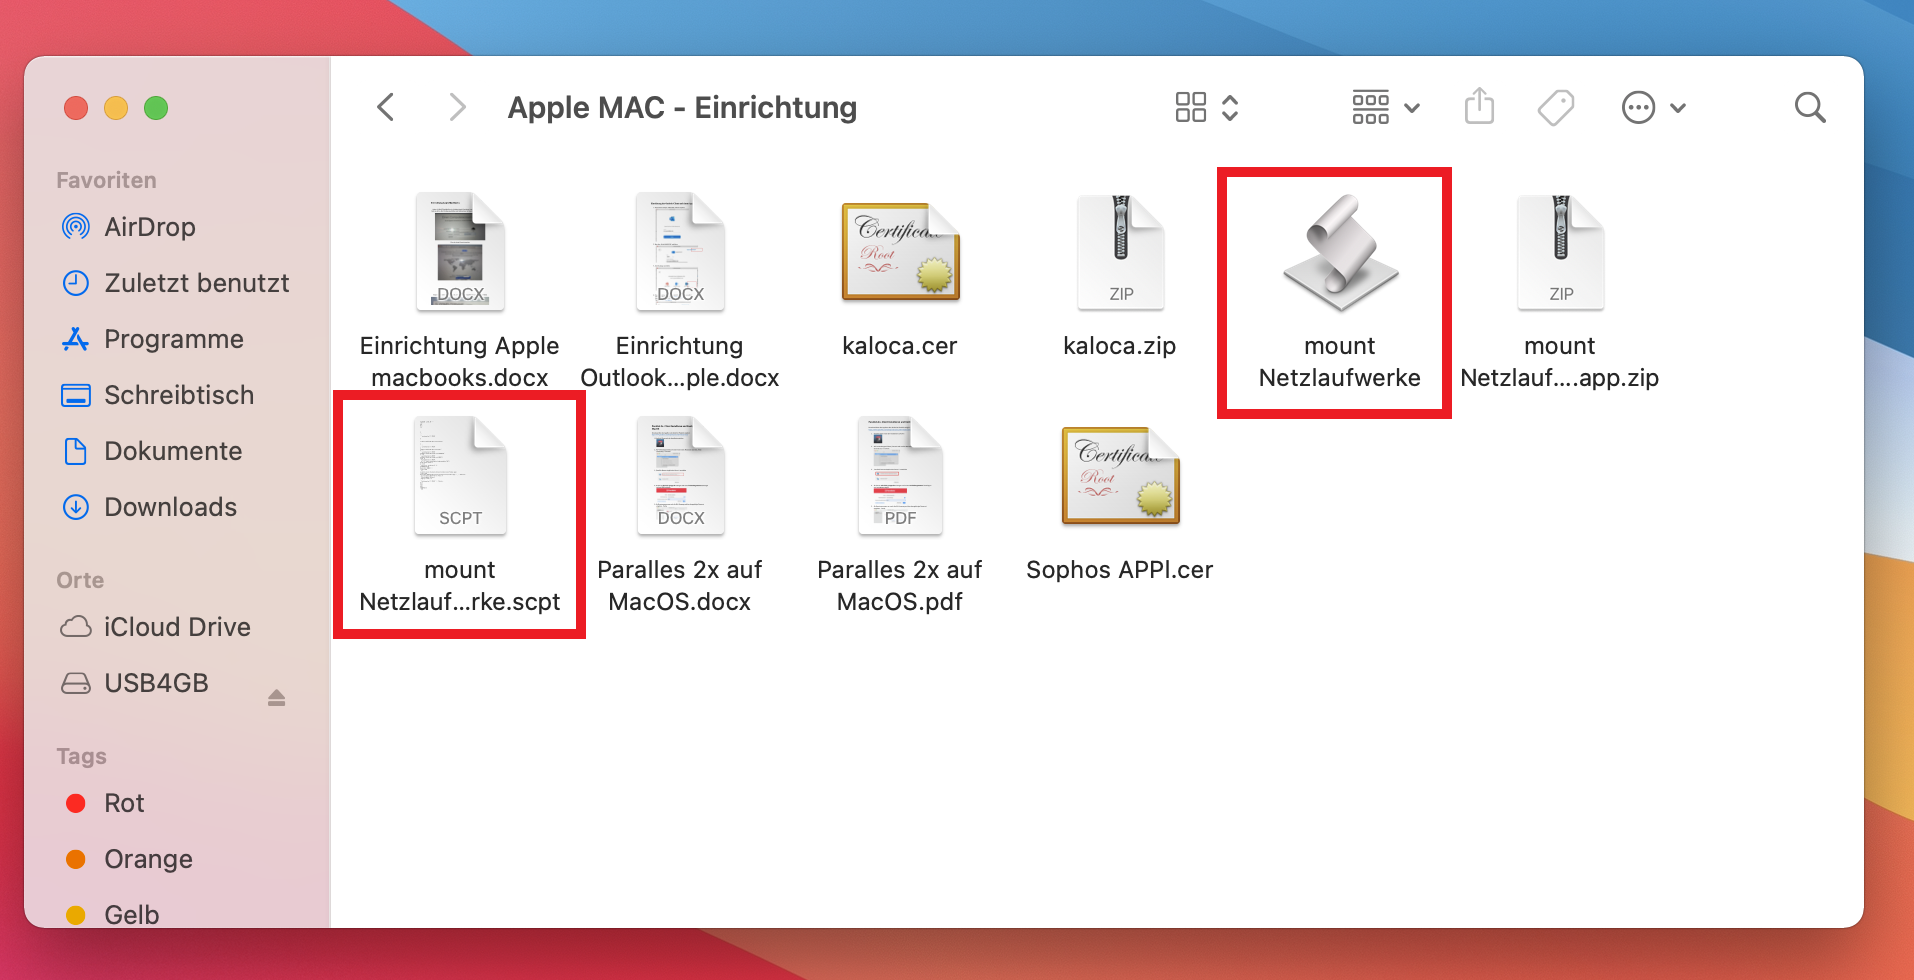 Apple MAC - Einrichtung
Favoriten
AirDrop
Zuletzt benutzt
Programme
Schreibtisch
Dokumente
Downloads
Orte
iCloud Drive
USB4GB
Tags
Rot
Orange
Gelb
DOCX
Einrichtung Apple
macbooks.docx
DOCX
Einrichtung
Outlook...ple.docx
Certificate
Root
kaloca.cer
ZIP
kaloca.zip
mount
Netzlaufwerke
ZIP
mount
Netzlauf....app.zip
SCPT
mount
Netzlauf...rke.scpt
DOCX
Paralles 2x auf
MacOS.docx
PDF
Paralles 2x auf
MacOS.pdf
Certificate
Root
Sophos APPl.cer